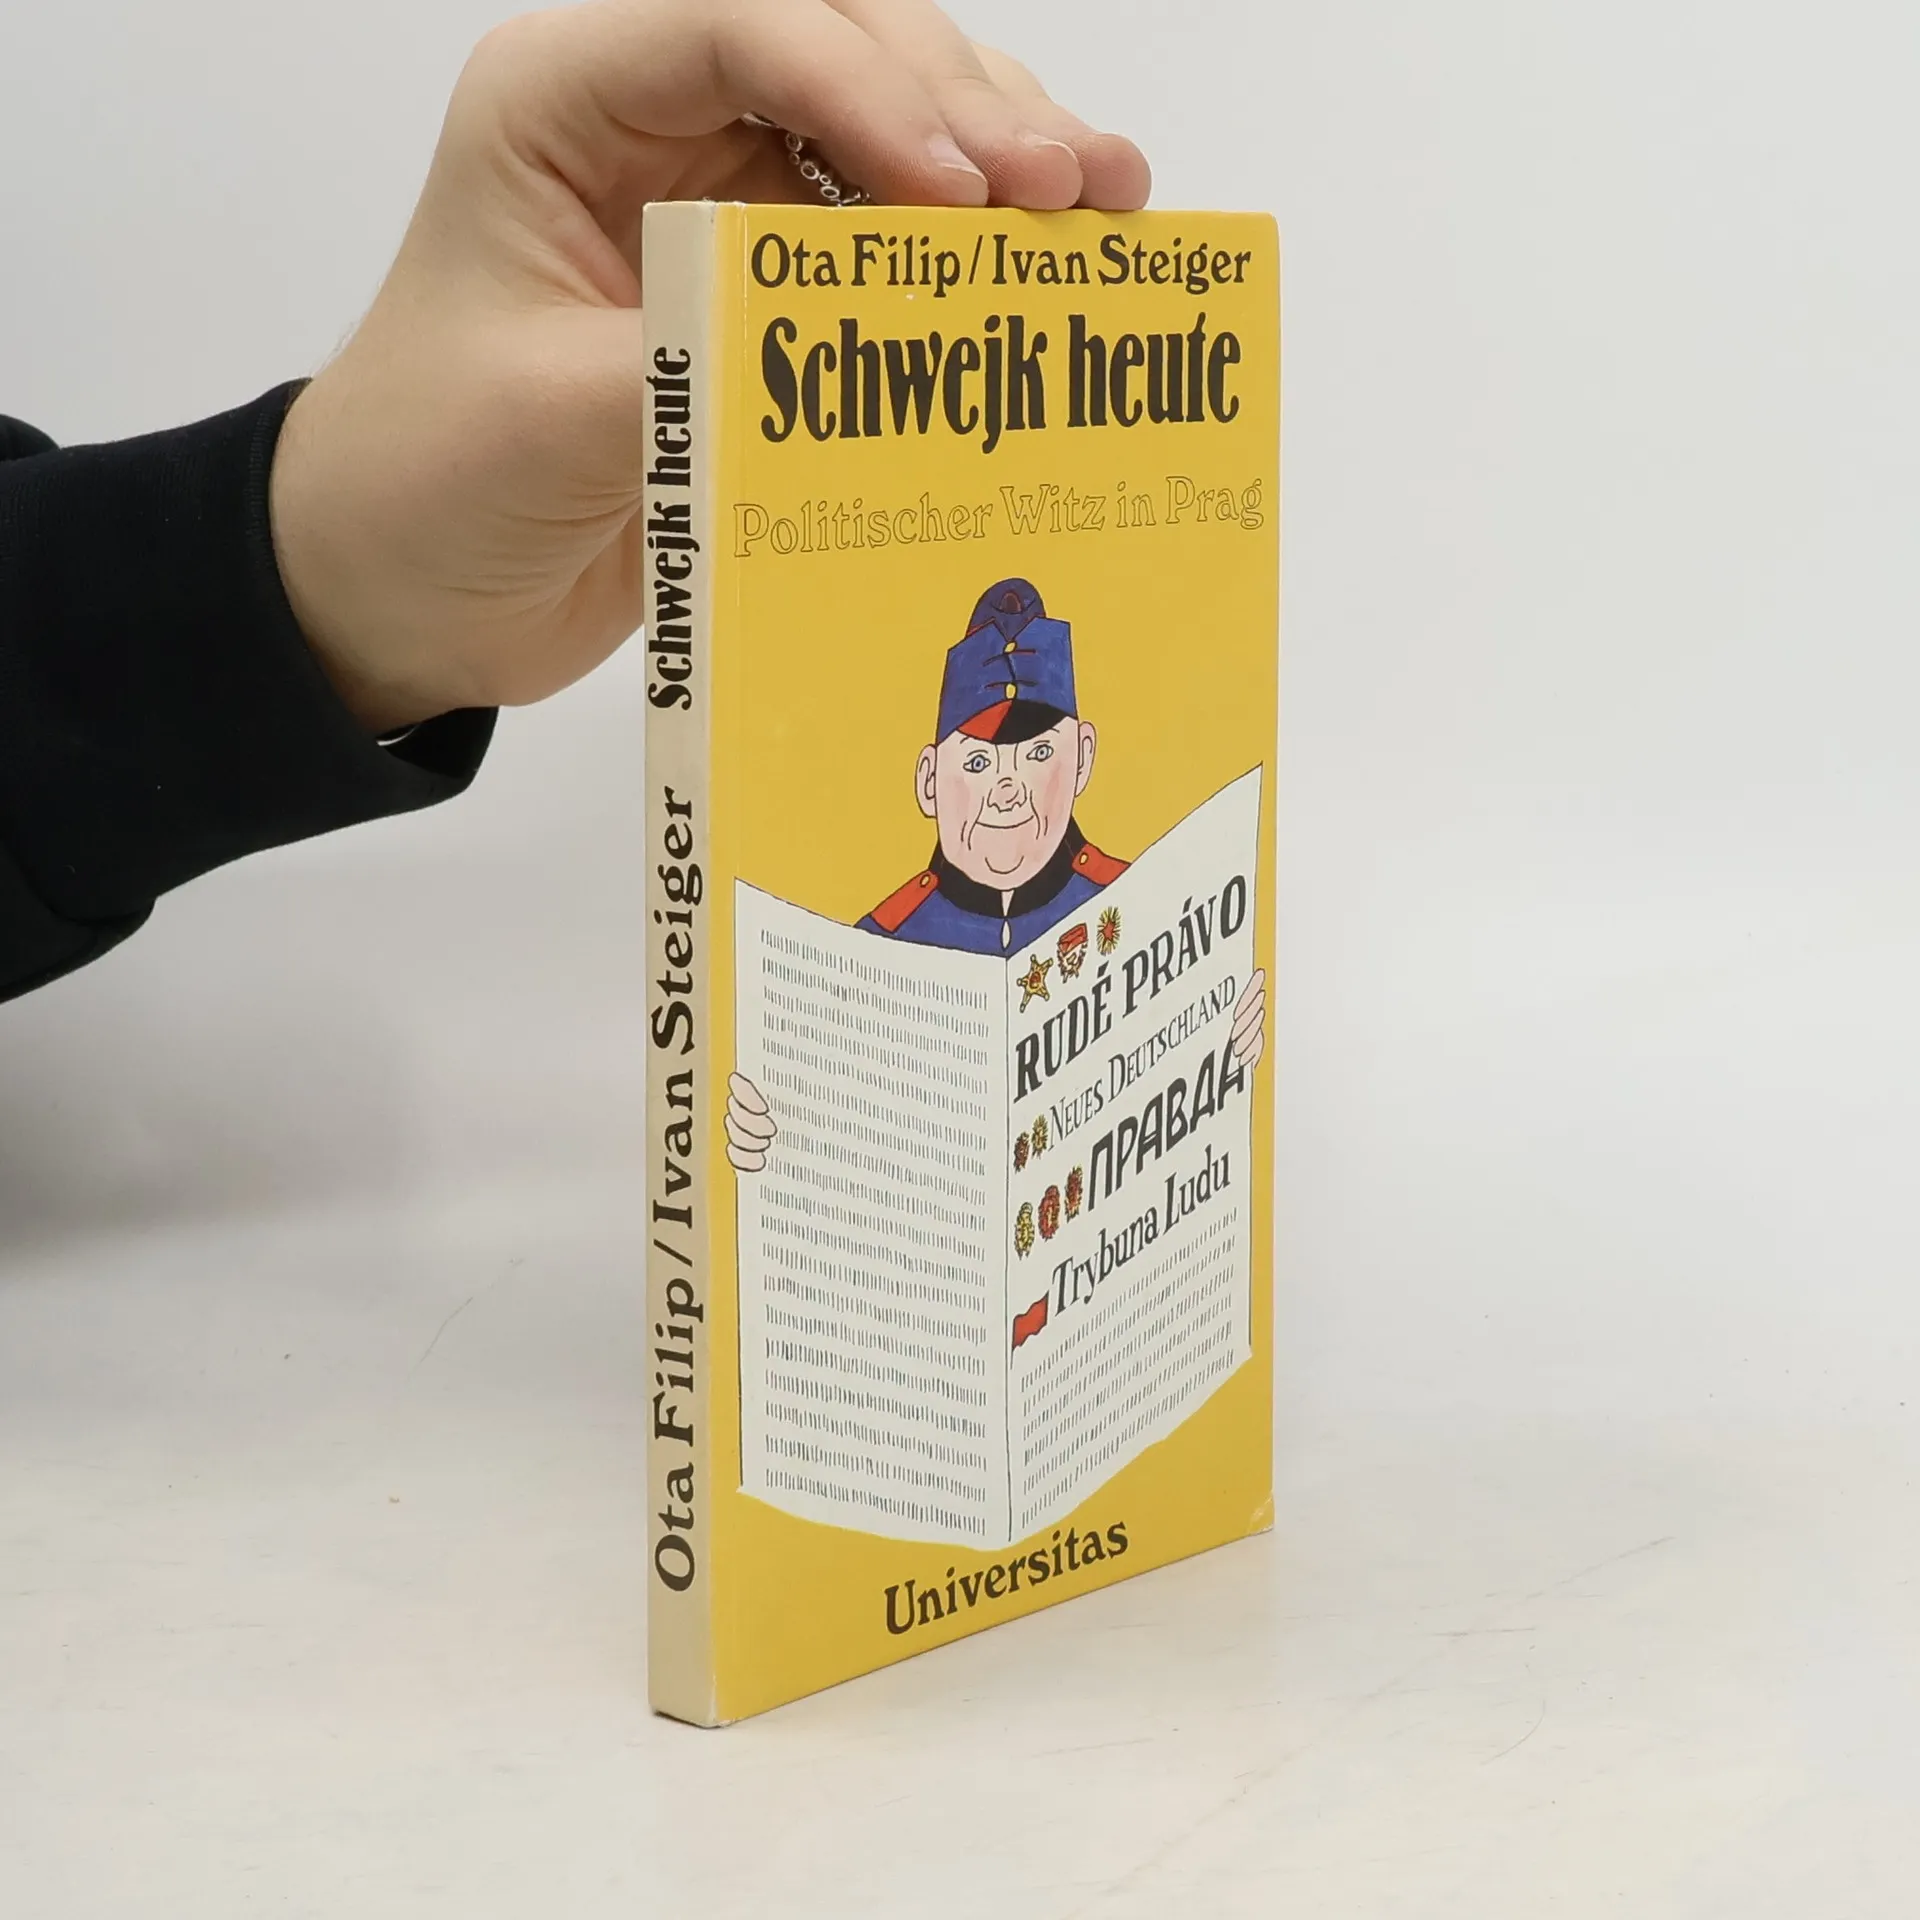 Ota Filip / Ivan Steiger Schwejk heute
Ota Filip / Ivan Steiger
Schwejk heute
Politischer Witz in Prag
RUDÉ PRÁVO
NEUES DEUTSCHLAND
ПРАВДА
Trybuna Ludu
Universitas